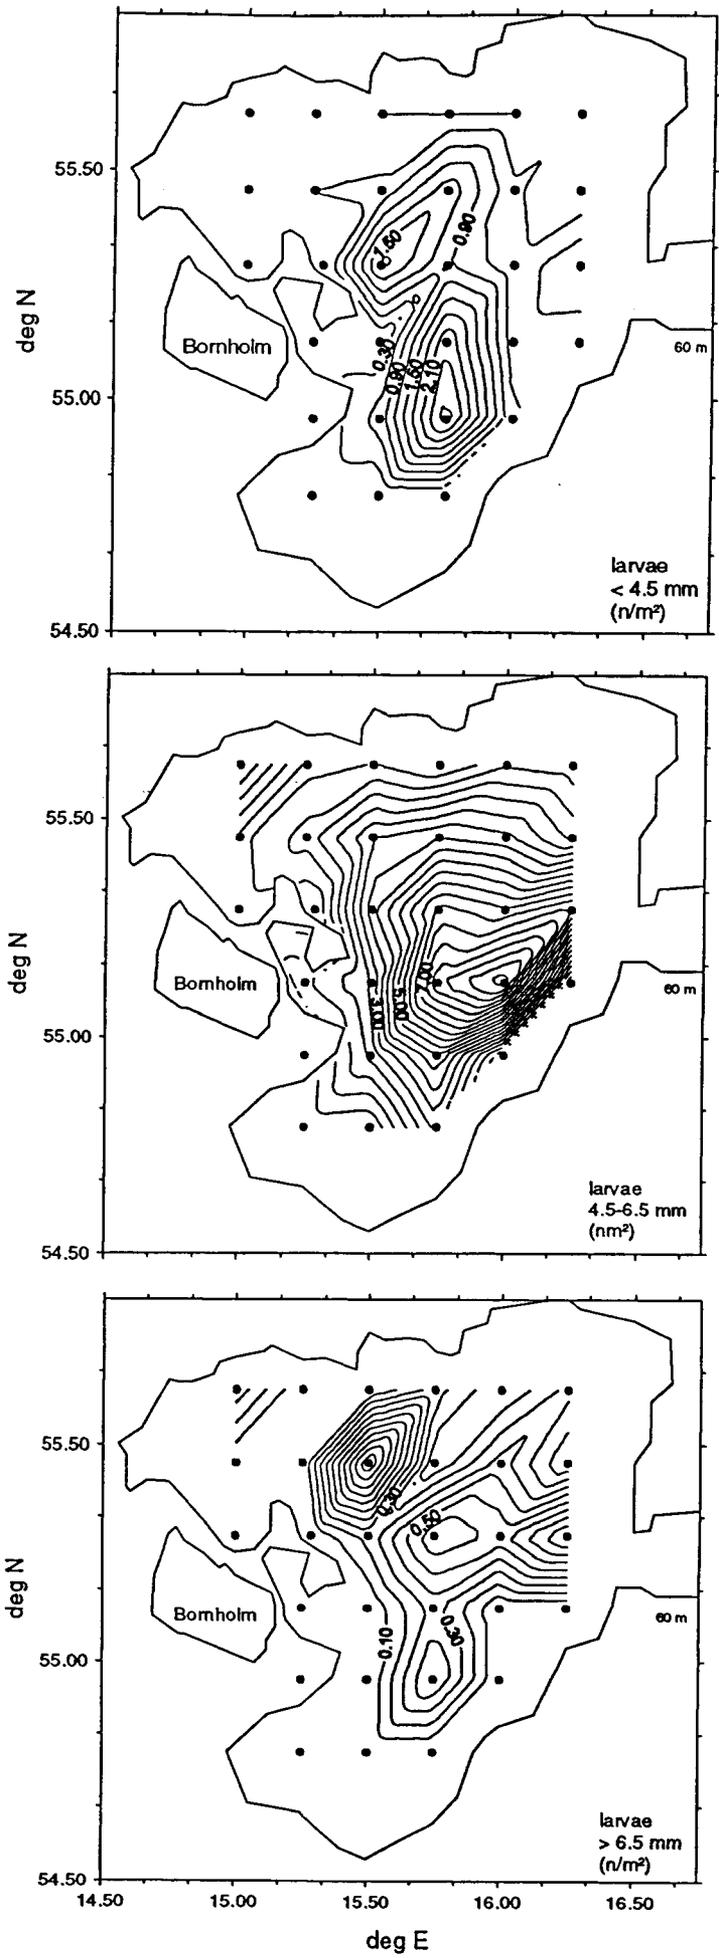 55.50
deg N
1.50
0.90
Bornholm
60 m
0.30
0.90
1.50
2.10
55.00
larvae
< 4.5 mm
(n/m²)
54.50
55.50
deg N
Bornholm
7.00
5.00
3.00
60 m
55.00
larvae
4.5-6.5 mm
(nm²)
54.50
55.50
0.30
0.50
deg N
Bornholm
60 m
0.10
0.30
55.00
larvae
> 6.5 mm
(n/m²)
54.50
14.50 15.00 15.50 16.00 16.50
deg E